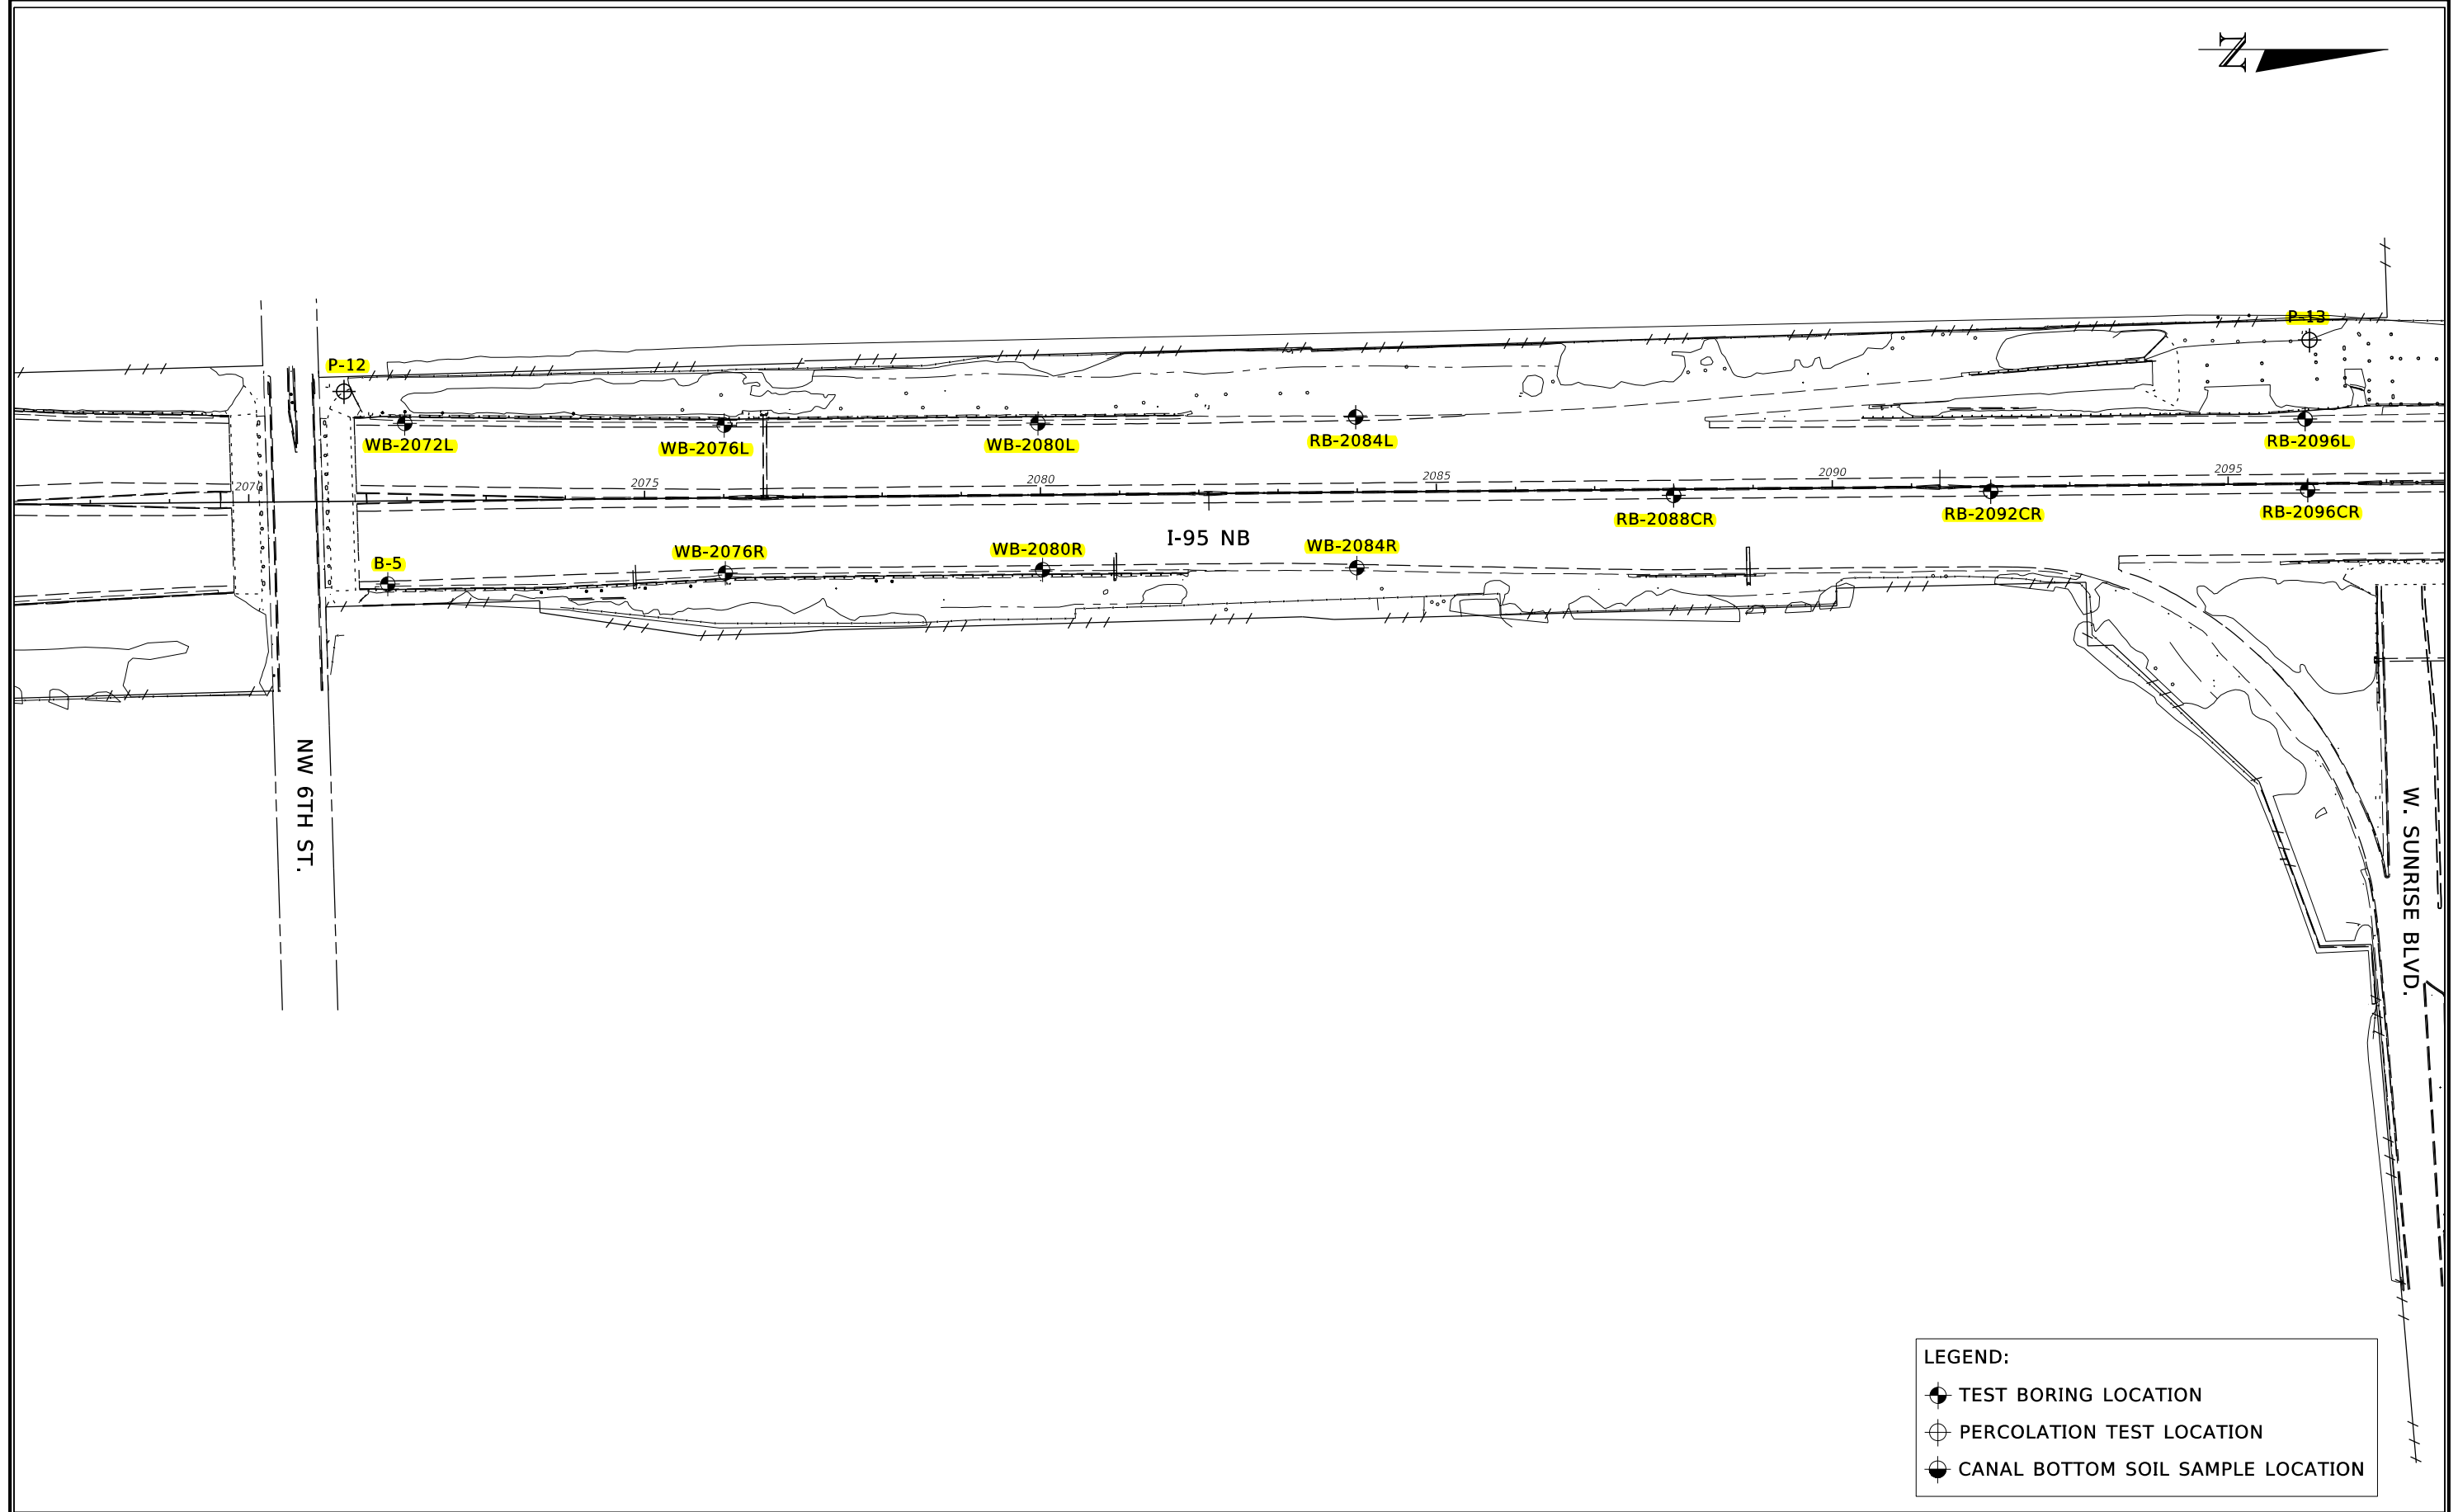 N
P-13
P-12
WB-2072L
WB-2076L
WB-2080L
RB-2084L
RB-2096L
2070
2075
2080
2085
2090
2095
RB-2088CR
RB-2092CR
RB-2096CR
I-95 NB
B-5
WB-2076R
WB-2080R
WB-2084R
NW 6TH ST.
W. SUNRISE BLVD.
LEGEND:
TEST BORING LOCATION
PERCOLATION TEST LOCATION
CANAL BOTTOM SOIL SAMPLE LOCATION